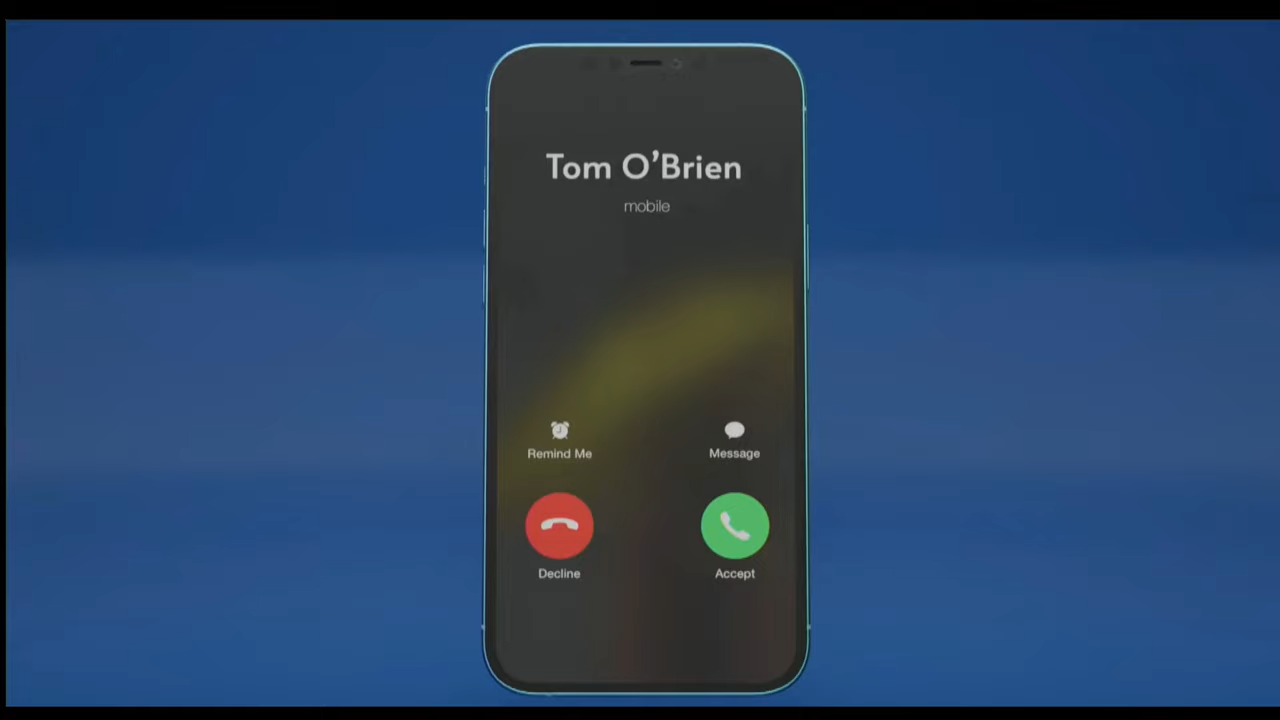 Tom O’Brien
mobile
Remind Me
Message
Decline
Accept